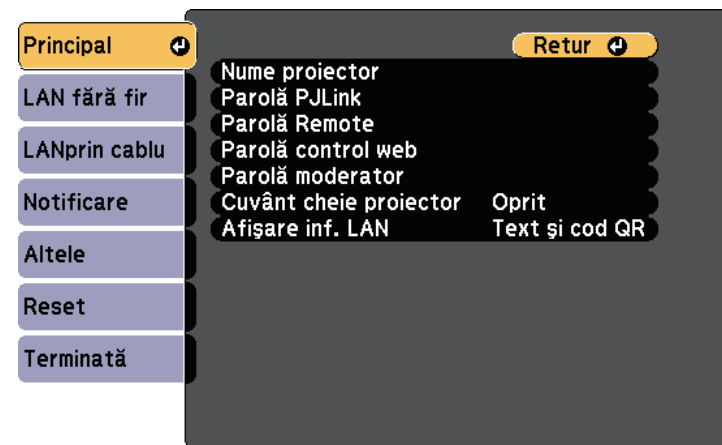 Principal
LAN fără fir
LANprin cablu
Notificare
Altele
Reset
Terminată
Retur
Nume proiector
Parolă PJLink
Parolă Remote
Parolă control web
Parolă moderator
Cuvânt cheie proiector Oprit
Afişare inf. LAN Text şi cod QR